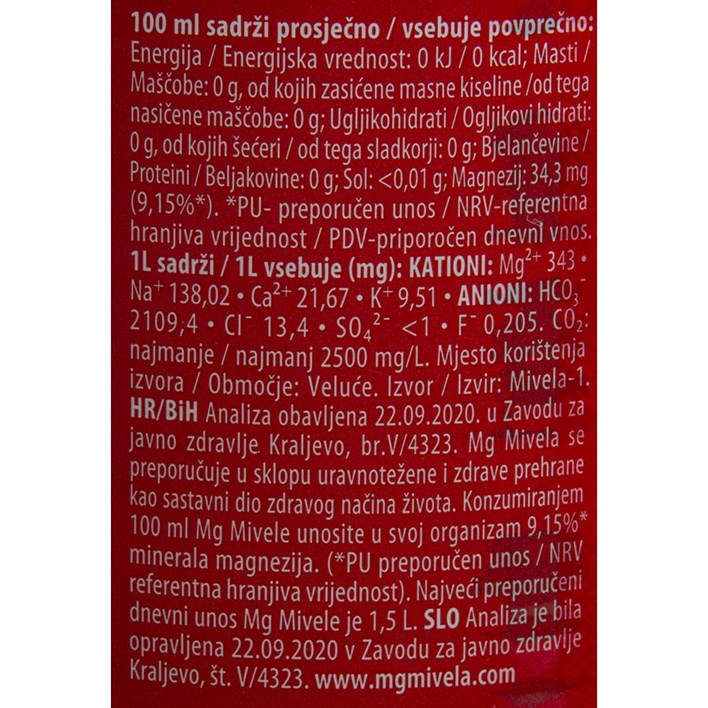 100 ml sadrži prosječno / vsebuje povprečno:
Energija / Energijska vrednost: 0 kJ / 0 kcal; Masti /
Maščobe: 0 g, od kojih zasićene masne kiseline /od tega
nasičene maščobe: 0 g; Ugljikohidrati / Ogljikovi hidrati:
0 g, od kojih šećeri / od tega sladkorji: 0 g; Bjelančevine /
Proteini / Beljakovine: 0 g; Sol: <0,01 g; Magnezij: 34,3 mg
(9,15%*). *PU- preporučen unos / NRV-referentna
hranjiva vrijednost / PDV-priporočen dnevni vnos.
1L sadrži / 1L vsebuje (mg): KATIONI: Mg²⁺ 343 •
Na⁺ 138,02 • Ca²⁺ 21,67 • K⁺ 9,51 • ANIONI: HCO₃⁻
2109,4 • Cl⁻ 13,4 • SO₄²⁻ <1 • F⁻ 0,205. CO₂:
najmanje / najmanj 2500 mg/L. Mjesto korištenja
izvora / Območje: Veluće. Izvor / Izvir: Mivela-1.
HR/BiH Analiza obavljena 22.09.2020. u Zavodu za
javno zdravlje Kraljevo, br.V/4323. Mg Mivela se
preporučuje u sklopu uravnotežene i zdrave prehrane
kao sastavni dio zdravog načina života. Konzumiranjem
100 ml Mg Mivele unosite u svoj organizam 9,15%*
minerala magnezija. (*PU preporučen unos / NRV
referentna hranjiva vrijednost). Najveći preporučeni
dnevni unos Mg Mivele je 1,5 L. SLO Analiza je bila
opravljena 22.09.2020 v Zavodu za javno zdravlje
Kraljevo, št. V/4323. www.mgmivela.com